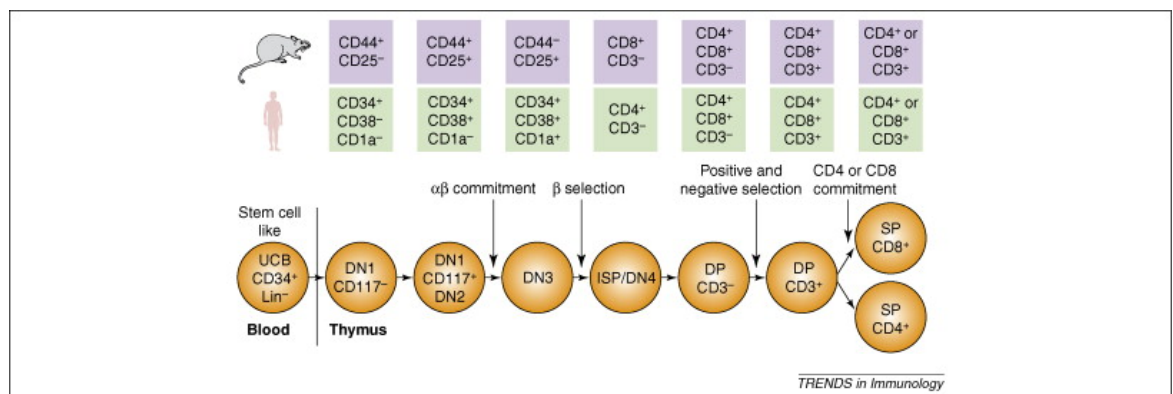 CD44⁺
CD25⁻
CD44⁺
CD25⁺
CD44⁻
CD25⁺
CD8⁺
CD3⁻
CD4⁺
CD8⁺
CD3⁻
CD4⁺
CD8⁺
CD3⁺
CD4⁺ or
CD8⁺
CD3⁺
CD34⁺
CD38⁻
CD1a⁻
CD34⁺
CD38⁺
CD1a⁻
CD34⁺
CD38⁺
CD1a⁺
CD4⁺
CD3⁻
CD4⁺
CD8⁺
CD3⁻
CD4⁺
CD8⁺
CD3⁺
CD4⁺ or
CD8⁺
CD3⁺
αβ commitment
β selection
Positive and
negative selection
CD4 or CD8
commitment
Stem cell
like
UCB
CD34⁺
Lin⁻
DN1
CD117⁻
DN1
CD117⁺
DN2
DN3
ISP/DN4
DP
CD3⁻
DP
CD3⁺
SP
CD8⁺
SP
CD4⁺
Blood
Thymus
TRENDS in Immunology